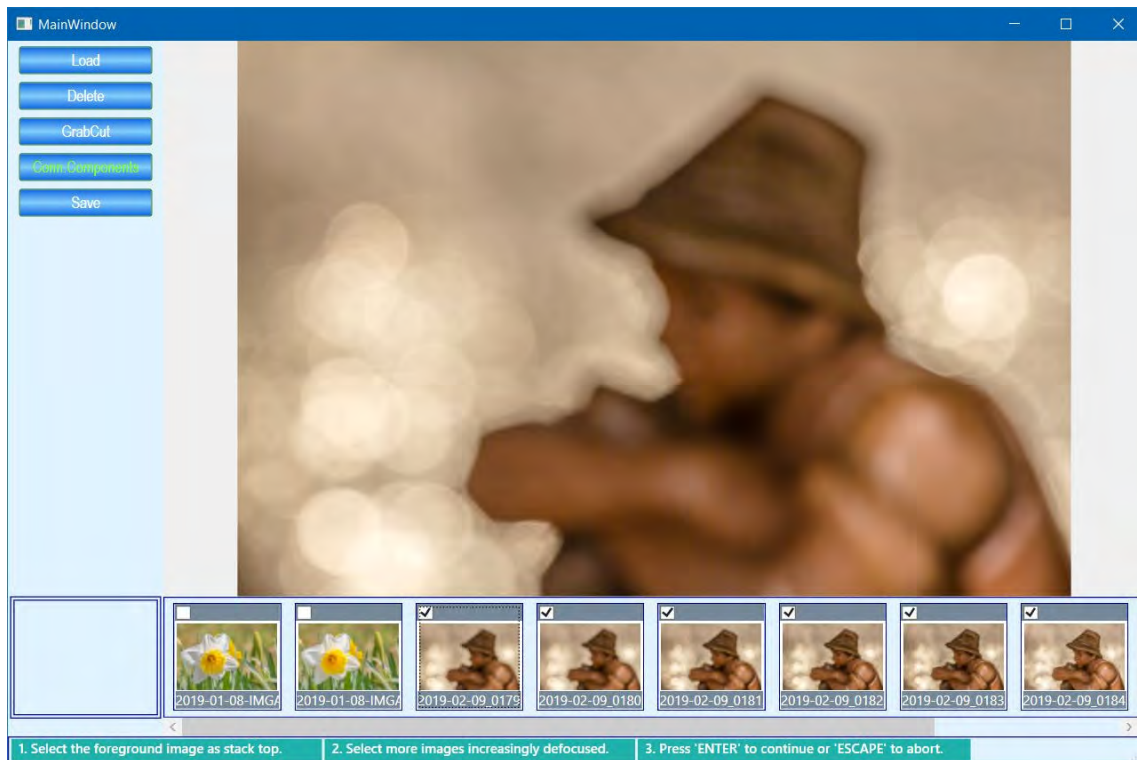 MainWindow
Load
Delete
GrabCut
Conn.Components
Save
2019-01-08-IMGA
2019-01-08-IMGA
2019-02-09_0179
2019-02-09_0180
2019-02-09_0181
2019-02-09_0182
2019-02-09_0183
2019-02-09_0184
1. Select the foreground image as stack top.
2. Select more images increasingly defocused.
3. Press 'ENTER' to continue or 'ESCAPE' to abort.